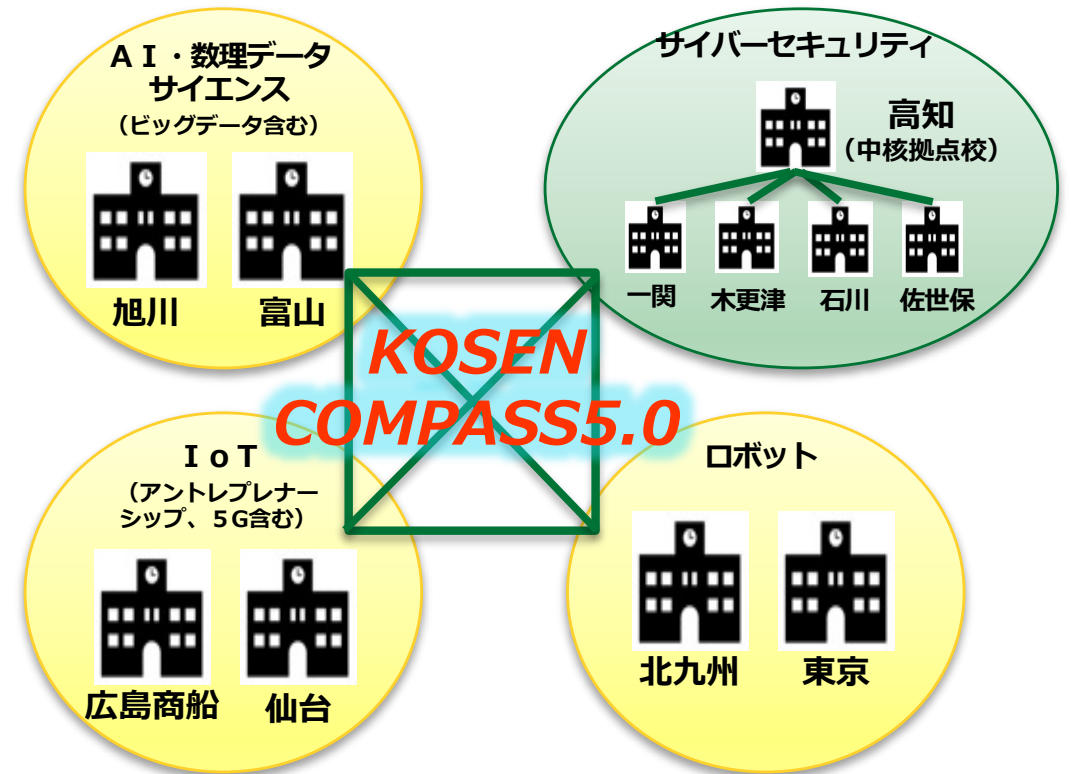 ＡＩ・数理データ
サイエンス
（ビッグデータ含む）
旭川
富山
サイバーセキュリティ
高知
（中核拠点校）
一関
木更津
石川
佐世保
KOSEN
COMPASS5.0
ＩｏＴ
（アントレプレナー
シップ、５G含む）
広島商船
仙台
ロボット
北九州
東京